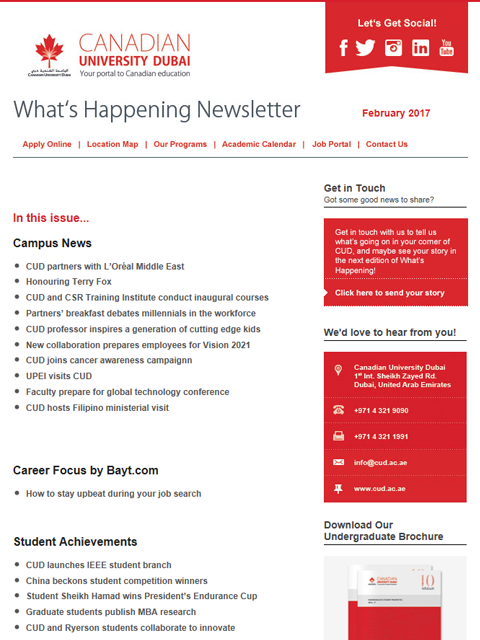 CANADIAN
UNIVERSITY DUBAI
Your portal to Canadian education
Let's Get Social!
You
Tube
What's Happening Newsletter
February 2017
Apply Online | Location Map | Our Programs | Academic Calendar | Job Portal | Contact Us
In this issue...
Campus News
CUD partners with L'Orèal Middle East
Honouring Terry Fox
CUD and CSR Training Institute conduct inaugural courses
Partners' breakfast debates millennials in the workforce
CUD professor inspires a generation of cutting edge kids
New collaboration prepares employees for Vision 2021
CUD joins cancer awareness campaignn
UPEI visits CUD
Faculty prepare for global technology conference
CUD hosts Filipino ministerial visit
Career Focus by Bayt.com
How to stay upbeat during your job search
Student Achievements
CUD launches IEEE student branch
China beckons student competition winners
Student Sheikh Hamad wins President's Endurance Cup
Graduate students publish MBA research
CUD and Ryerson students collaborate to innovate
Get in Touch
Got some good news to share?
Get in touch with us to tell us
what's going on in your corner of
CUD, and maybe see your story in
the next edition of What's
Happening!
Click here to send your story
We'd love to hear from you!
Canadian University Dubai
1st Int. Sheikh Zayed Rd.
Dubai, United Arab Emirates
+971 4 321 9090
+971 4 321 1991
info@cud.ac.ae
www.cud.ac.ae
Download Our
Undergraduate Brochure
CANADIAN
UNIVERSITY DUBAI
10